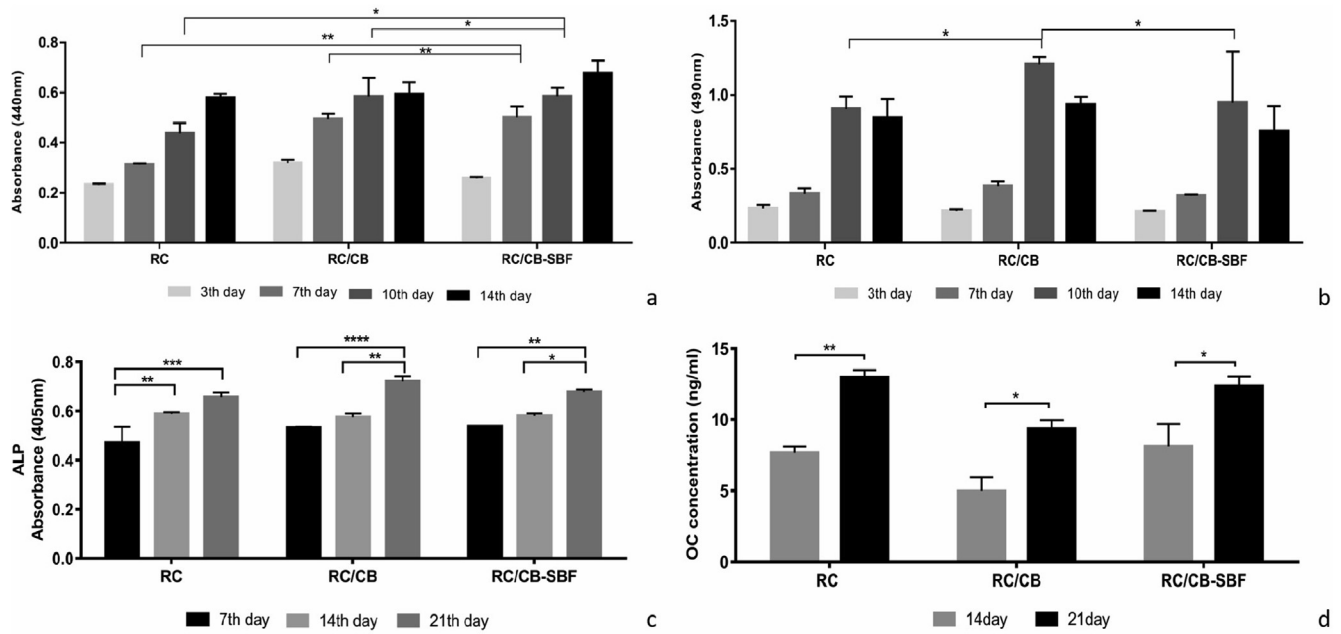 *
*
**
**
Absorbance (440nm)
0.8
0.6
0.4
0.2
0.0
RC
RC/CB
RC/CB-SBF
3th day
7th day
10th day
14th day
a
*
*
Absorbance (490nm)
1.5
1.0
0.5
0.0
RC
RC/CB
RC/CB-SBF
3th day
7th day
10th day
14th day
b
***
**
****
**
**
*
ALP
Absorbance (405nm)
0.8
0.6
0.4
0.2
0.0
RC
RC/CB
RC/CB-SBF
7th day
14th day
21th day
c
**
*
*
OC concentration (ng/ml)
15
10
5
0
RC
RC/CB
RC/CB-SBF
14day
21day
d